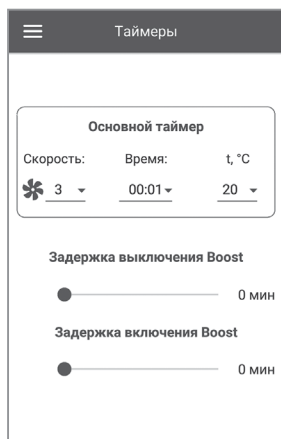 Таймеры
Основной таймер
Скорость: Время: t, °C
3 00:01 20
Задержка выключения Boost
0 мин
Задержка включения Boost
0 мин